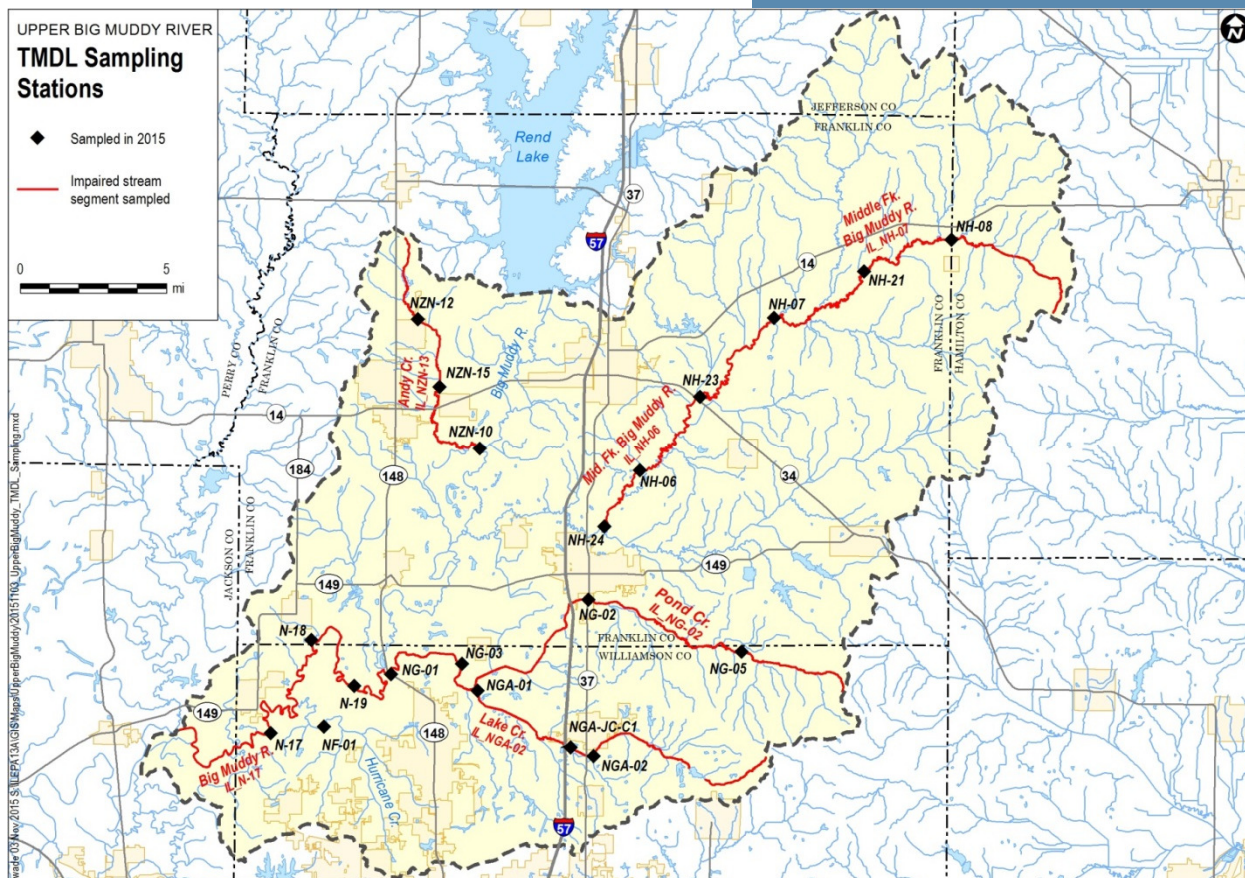 UPPER BIG MUDDY RIVER
TMDL Sampling
Stations
Sampled in 2015
Impaired stream
segment sampled
0
5
mi
N
JEFFERSON CO
FRANKLIN CO
Rend
Lake
37
57
Middle Fk.
Big Muddy R.
IL_NH-07
NH-08
14
NH-21
NZN-12
NH-07
FRANKLIN CO
HAMILTON CO
PERRY CO
FRANKLIN CO
Big Muddy R.
NZN-15
Andy Cr.
IL_NZN-13
NH-23
14
NZN-10
Mid. Fk. Big Muddy R.
IL_NH-06
184
148
NH-06
34
NH-24
JACKSON CO
FRANKLIN CO
149
149
NG-02
Pond Cr.
IL_NG-02
N-18
FRANKLIN CO
WILLIAMSON CO
NG-03
NG-05
NG-01
N-19
NGA-01
37
149
NGA-JC-C1
Lake Cr.
IL_NGA-02
N-17
NF-01
148
NGA-02
Big Muddy R.
IL_N-17
Hurricane Cr.
57